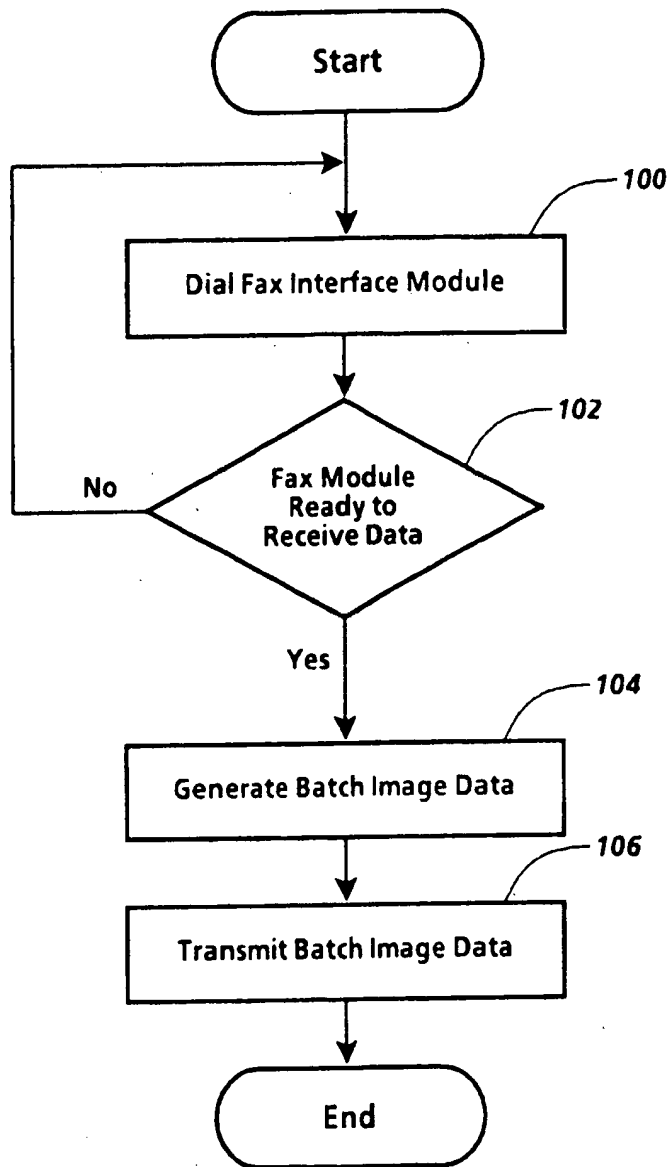 Start
100
Dial Fax Interface Module
102
Fax Module
Ready to
Receive Data
No
Yes
104
Generate Batch Image Data
106
Transmit Batch Image Data
End